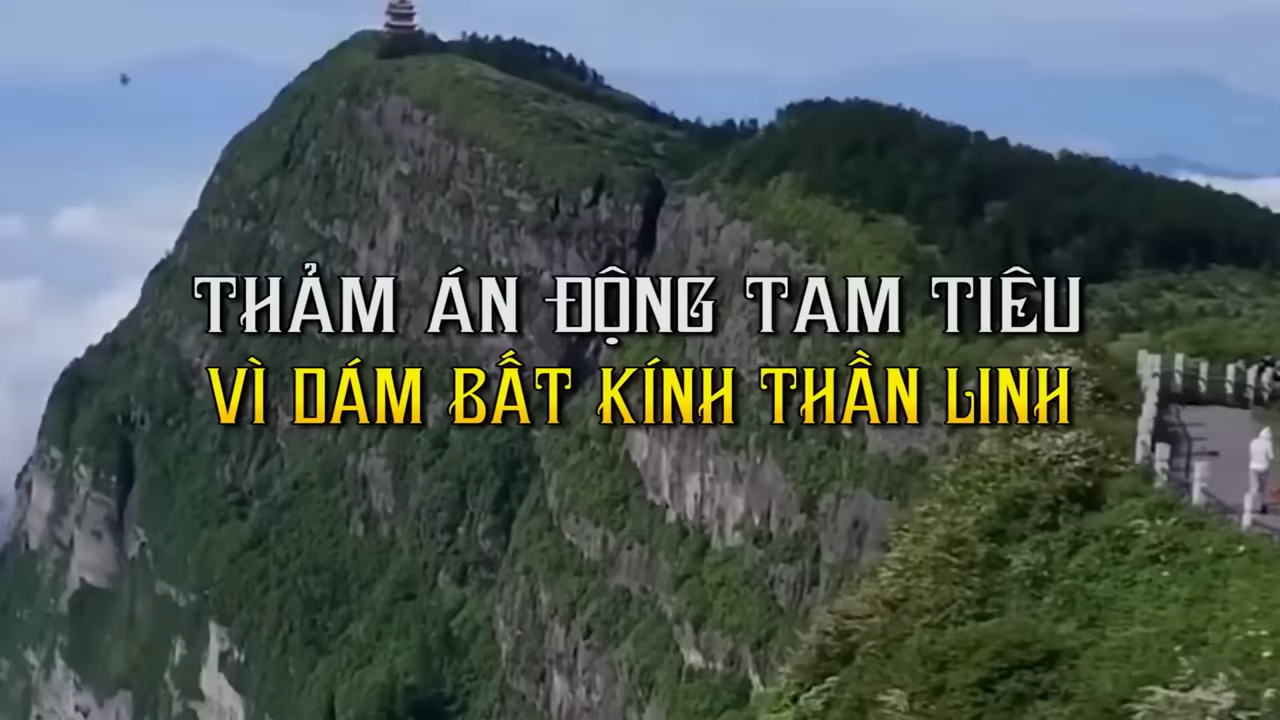 THẢM ÁN ĐỘNG TAM TIÊU
VÌ DÁM BẤT KÍNH THẦN LINH